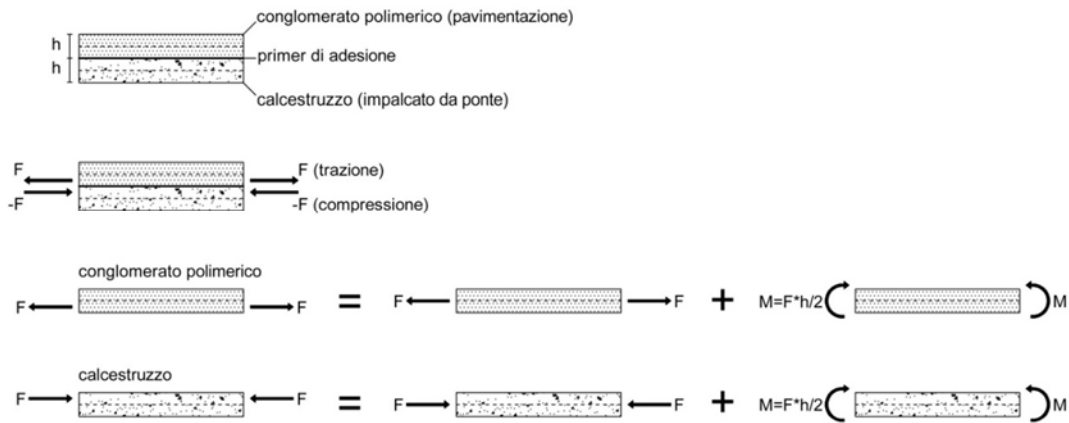 conglomerato polimerico (pavimentazione)
h
primer di adesione
h
calcestruzzo (impalcato da ponte)
F F (trazione)
-F -F (compressione)
conglomerato polimerico
F F = F F + M=F*h/2 M
calcestruzzo
F F = F F + M=F*h/2 M